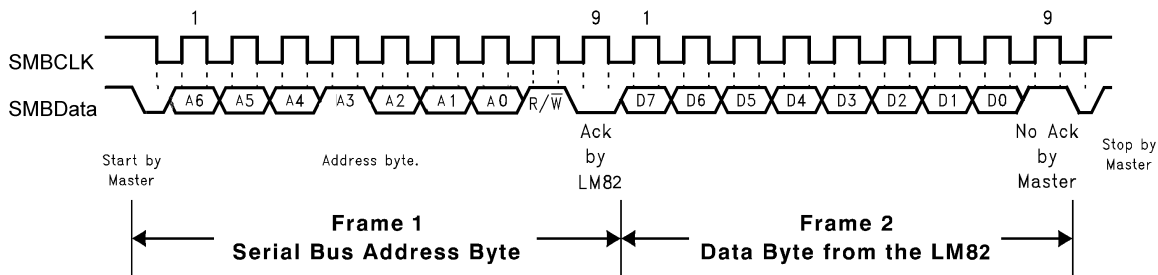 1 9 1 9
SMBCLK
SMBData
A6 A5 A4 A3 A2 A1 A0 R/W̅ D7 D6 D5 D4 D3 D2 D1 D0
Start by
Master
Address byte.
Ack
by
LM82
No Ack
by
Master
Stop by
Master
Frame 1
Serial Bus Address Byte
Frame 2
Data Byte from the LM82